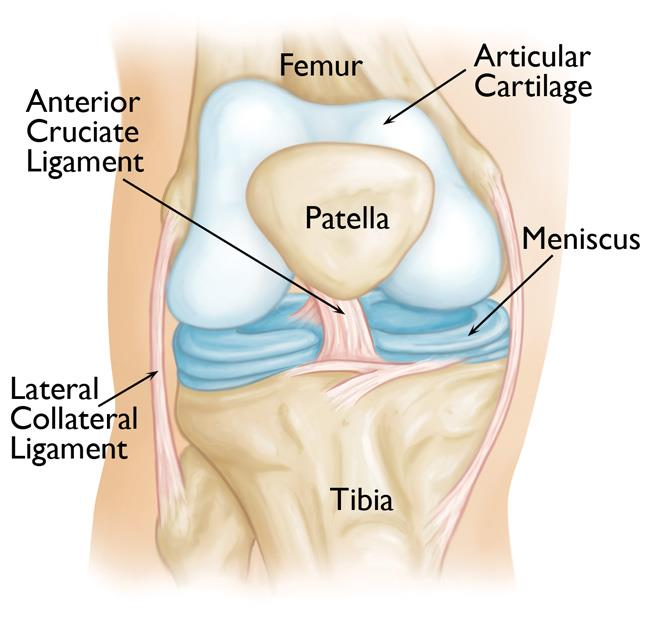 Femur
Articular
Cartilage
Anterior
Cruciate
Ligament
Patella
Meniscus
Lateral
Collateral
Ligament
Tibia